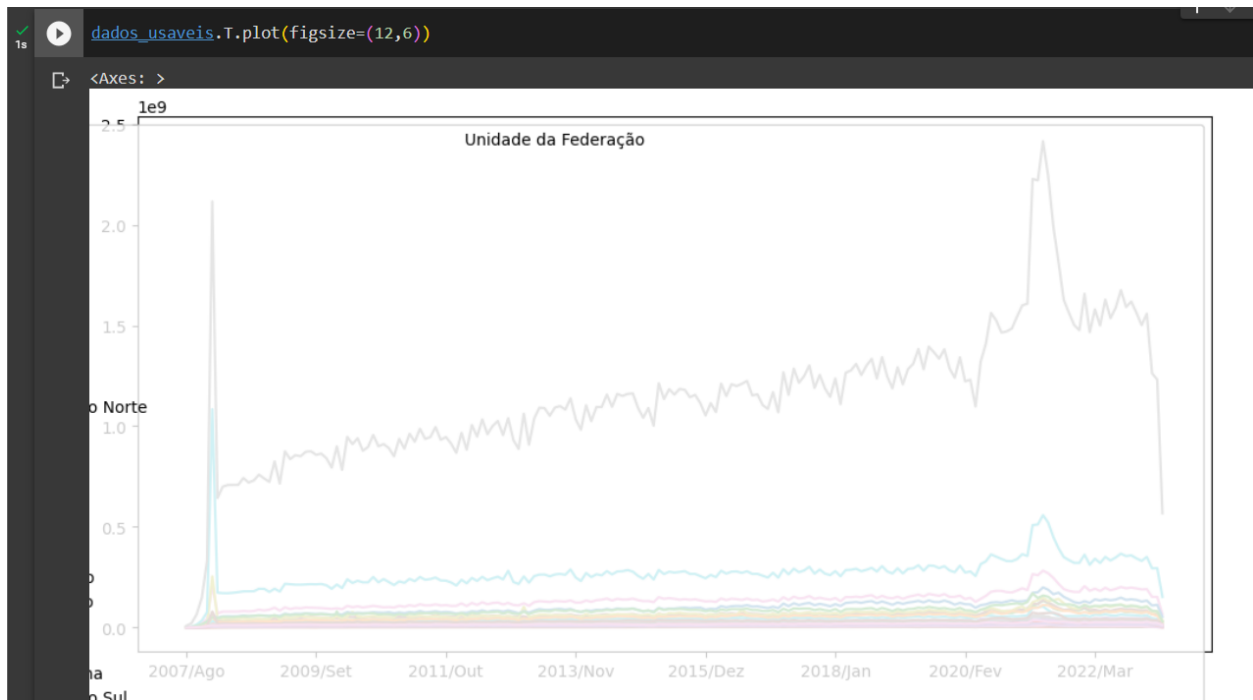 1s
dados_usaveis.T.plot(figsize=(12,6))
<Axes: >
1e9
2.5
Unidade da Federação
2.0
1.5
o Norte
1.0
0.5
o
o
0.0
2007/Ago 2009/Set 2011/Out 2013/Nov 2015/Dez 2018/Jan 2020/Fev 2022/Mar
na
o Sul